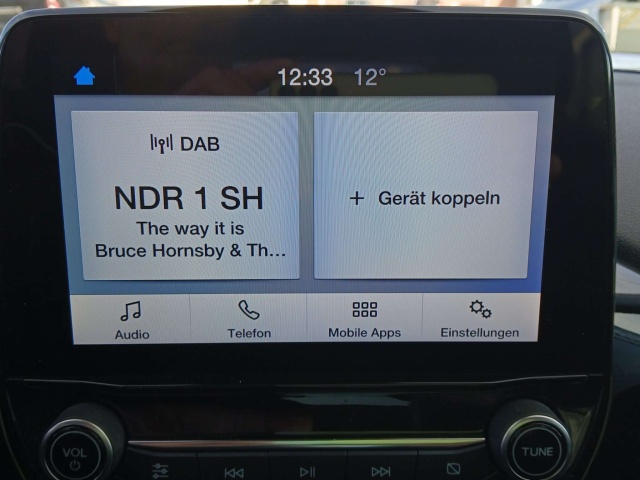 12:33 12°
DAB
NDR 1 SH
The way it is
Bruce Hornsby & Th...
+ Gerät koppeln
Audio
Telefon
Mobile Apps
Einstellungen
VOL
TUNE